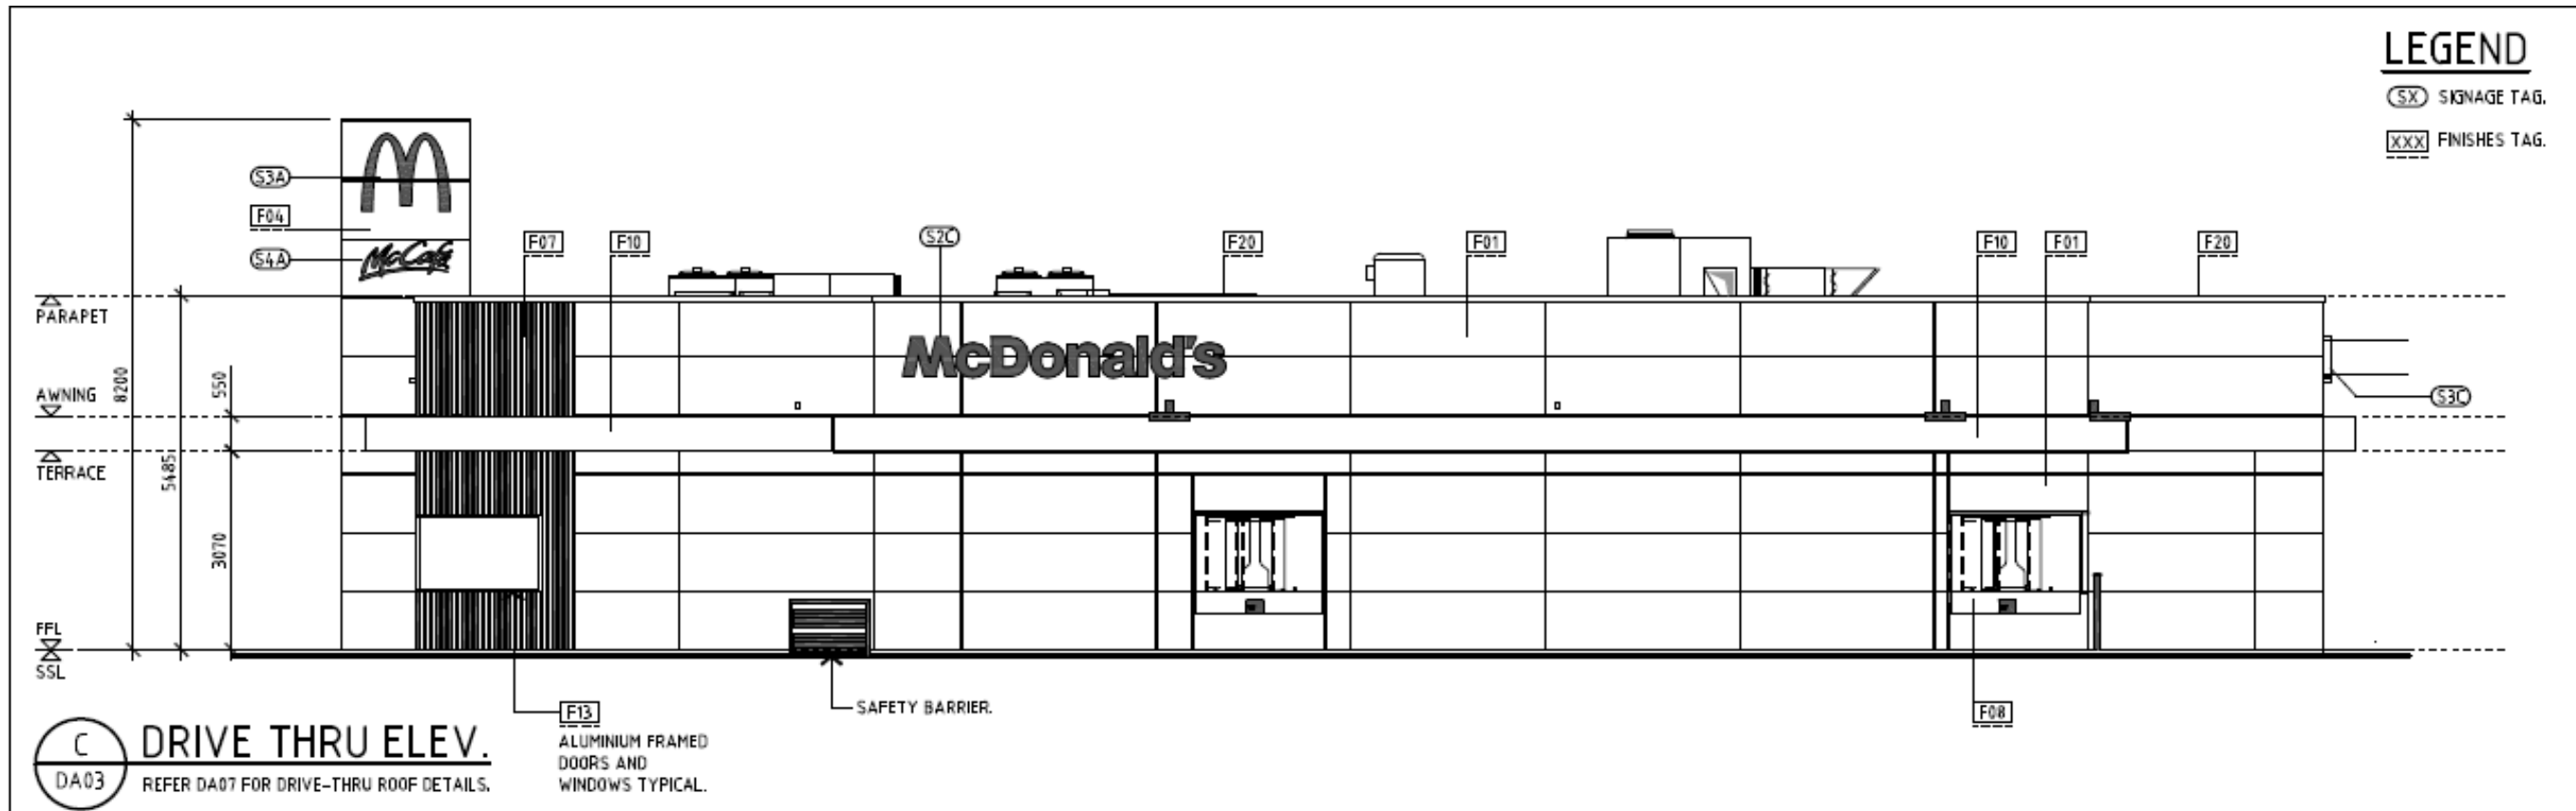 LEGEND
SX SIGNAGE TAG.
XXX FINISHES TAG.
S3A
F04
S4A
McCafé
F07
F10
S2C
F20
F01
F10
F01
F20
PARAPET
McDonald's
AWNING
8200
550
S3C
TERRACE
5485
3070
FFL
SSL
F13
SAFETY BARRIER.
F08
C
DA03
DRIVE THRU ELEV.
REFER DA07 FOR DRIVE-THRU ROOF DETAILS.
ALUMINIUM FRAMED
DOORS AND
WINDOWS TYPICAL.